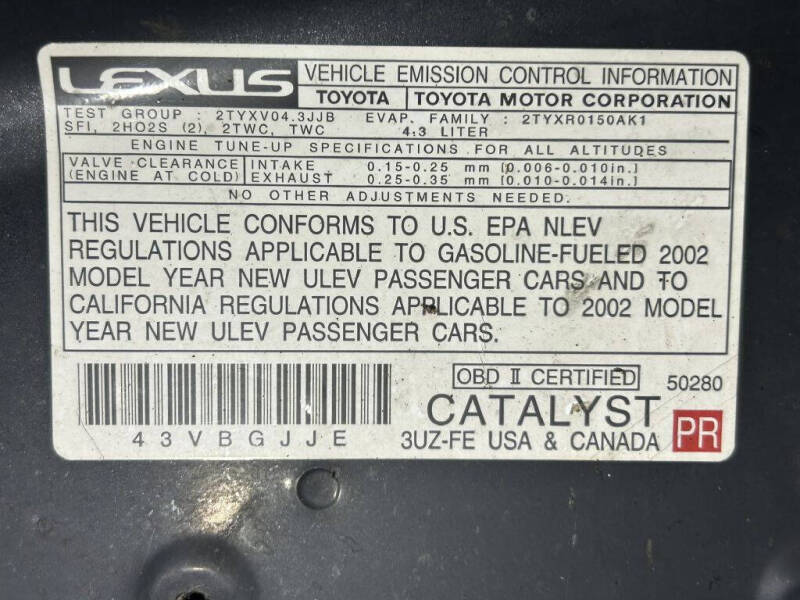 LEXUS VEHICLE EMISSION CONTROL INFORMATION
TOYOTA TOYOTA MOTOR CORPORATION
TEST GROUP : 2TYXV04.3JJB EVAP. FAMILY : 2TYXR0150AK1
SFI, 2HO2S (2), 2TWC, TWC 4.3 LITER
ENGINE TUNE-UP SPECIFICATIONS FOR ALL ALTITUDES
VALVE CLEARANCE INTAKE 0.15-0.25 mm [0.006-0.010in.]
(ENGINE AT COLD) EXHAUST 0.25-0.35 mm [0.010-0.014in.]
NO OTHER ADJUSTMENTS NEEDED.
THIS VEHICLE CONFORMS TO U.S. EPA NLEV
REGULATIONS APPLICABLE TO GASOLINE-FUELED 2002
MODEL YEAR NEW ULEV PASSENGER CARS AND TO
CALIFORNIA REGULATIONS APPLICABLE TO 2002 MODEL
YEAR NEW ULEV PASSENGER CARS.
OBD II CERTIFIED 50280
CATALYST
43VBGJJE 3UZ-FE USA & CANADA PR